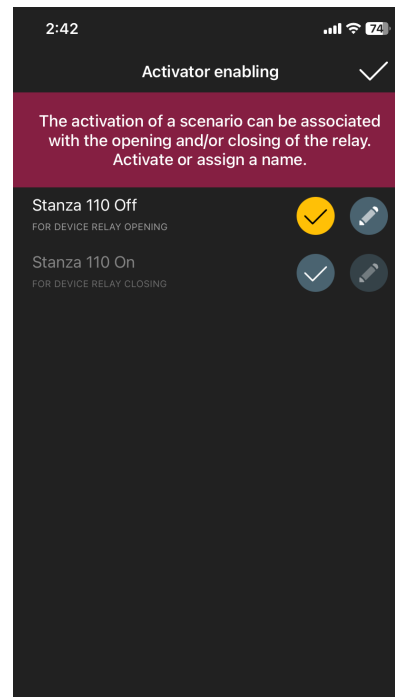 2:42
74
Activator enabling
The activation of a scenario can be associated
with the opening and/or closing of the relay.
Activate or assign a name.
Stanza 110 Off
FOR DEVICE RELAY OPENING
Stanza 110 On
FOR DEVICE RELAY CLOSING